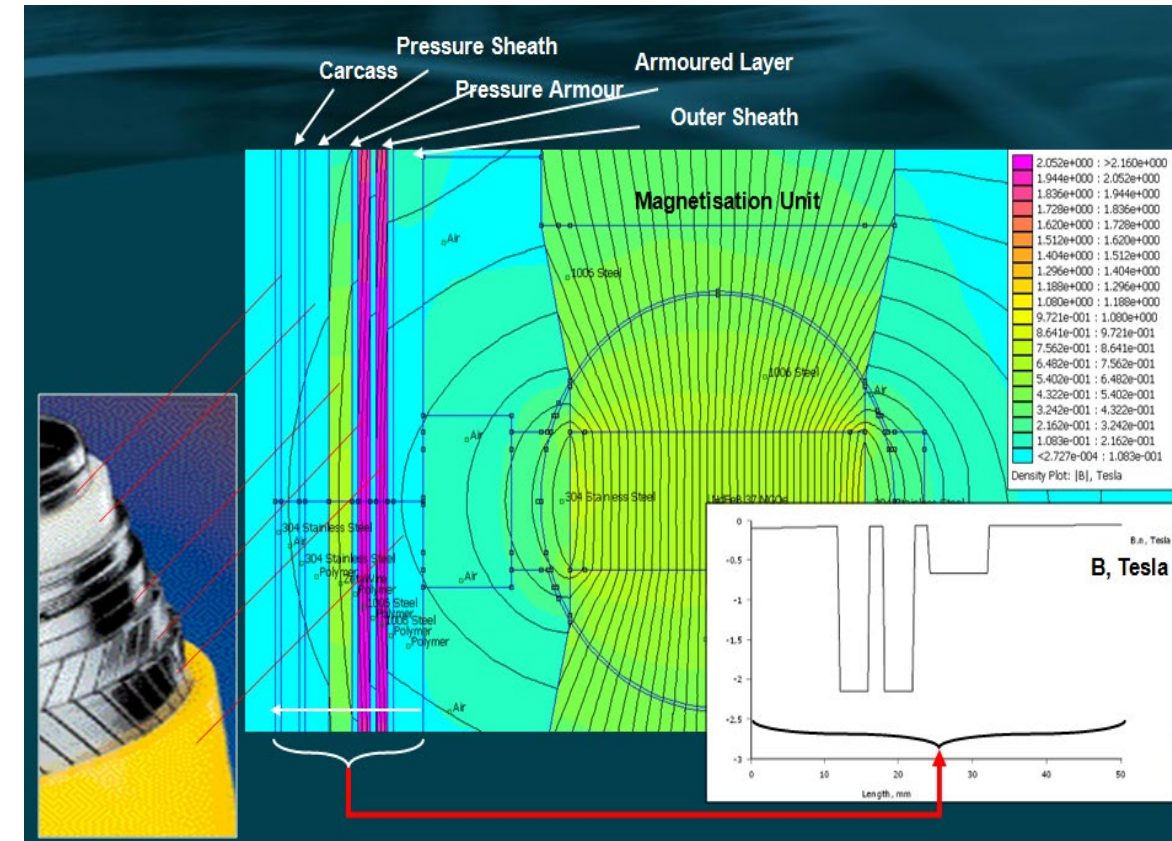 Pressure Sheath
Carcass
Armoured Layer
Pressure Armour
Outer Sheath
Magnetisation Unit
2.052e+000 : >2.160e+000
1.944e+000 : 2.052e+000
1.836e+000 : 1.944e+000
1.728e+000 : 1.836e+000
1.620e+000 : 1.728e+000
1.512e+000 : 1.620e+000
1.404e+000 : 1.512e+000
1.296e+000 : 1.404e+000
1.188e+000 : 1.296e+000
1.080e+000 : 1.188e+000
9.721e-001 : 1.080e+000
8.641e-001 : 9.721e-001
7.562e-001 : 8.641e-001
6.482e-001 : 7.562e-001
5.402e-001 : 6.482e-001
4.322e-001 : 5.402e-001
3.242e-001 : 4.322e-001
2.162e-001 : 3.242e-001
1.083e-001 : 2.162e-001
<2.727e-004 : 1.083e-001
Density Plot: |B|, Tesla
Air
1006 Steel
1006 Steel
Air
Air
304 Stainless Steel
NdFeB 37 MGOe
304 Stainless Steel
Air
304 Stainless Steel
Polymer
Polymer
1006 Steel
Polymer
1006 Steel
Polymer
Polymer
Air
Air
B.n, Tesla
B, Tesla
0
-0.5
-1
-1.5
-2
-2.5
-3
0 10 20 30 40 50
Length, mm